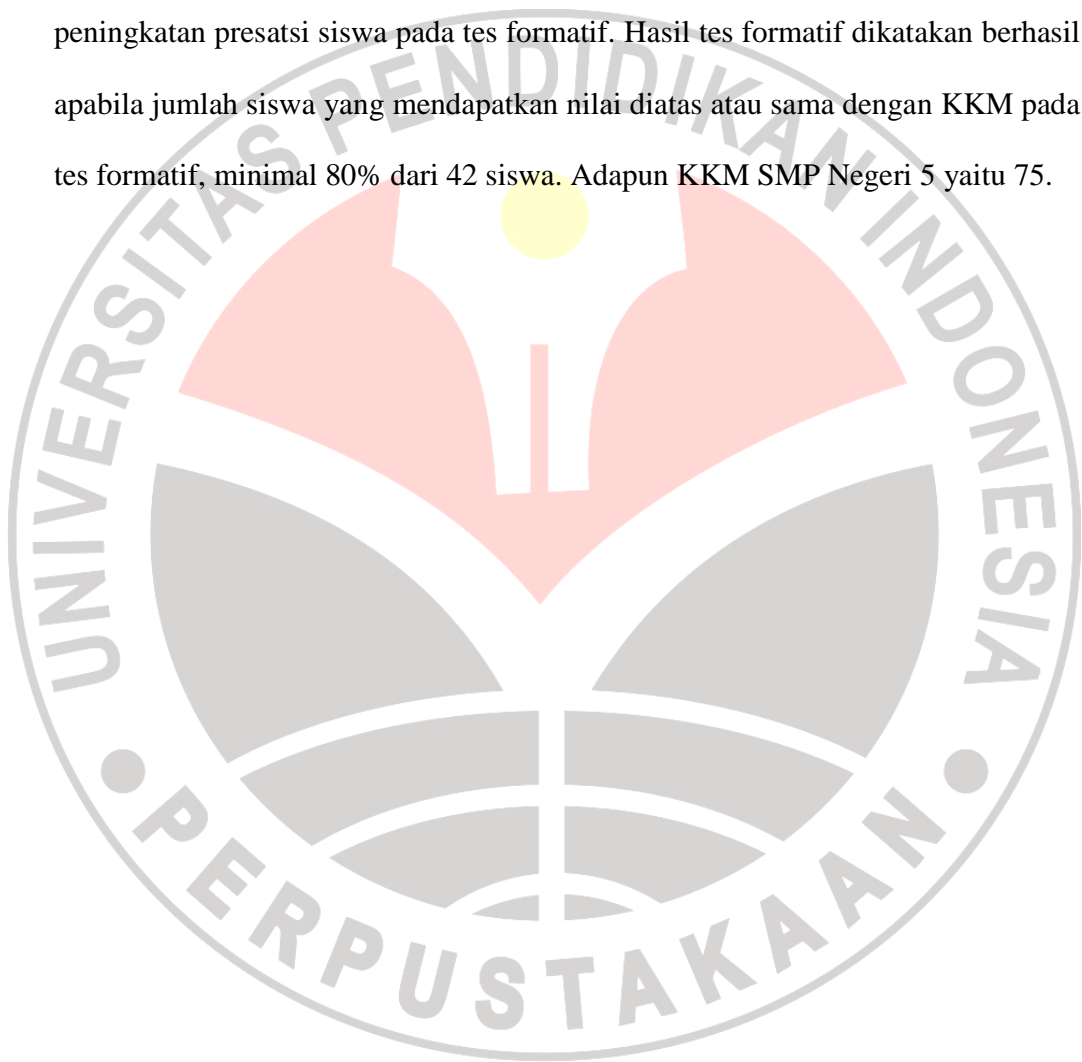 peningkatan presatsi siswa pada tes formatif. Hasil tes formatif dikatakan berhasil
apabila jumlah siswa yang mendapatkan nilai diatas atau sama dengan KKM pada
tes formatif, minimal 80% dari 42 siswa. Adapun KKM SMP Negeri 5 yaitu 75.
UNIVERSITAS PENDIDIKAN INDONESIA
PERPUSTAKAAN